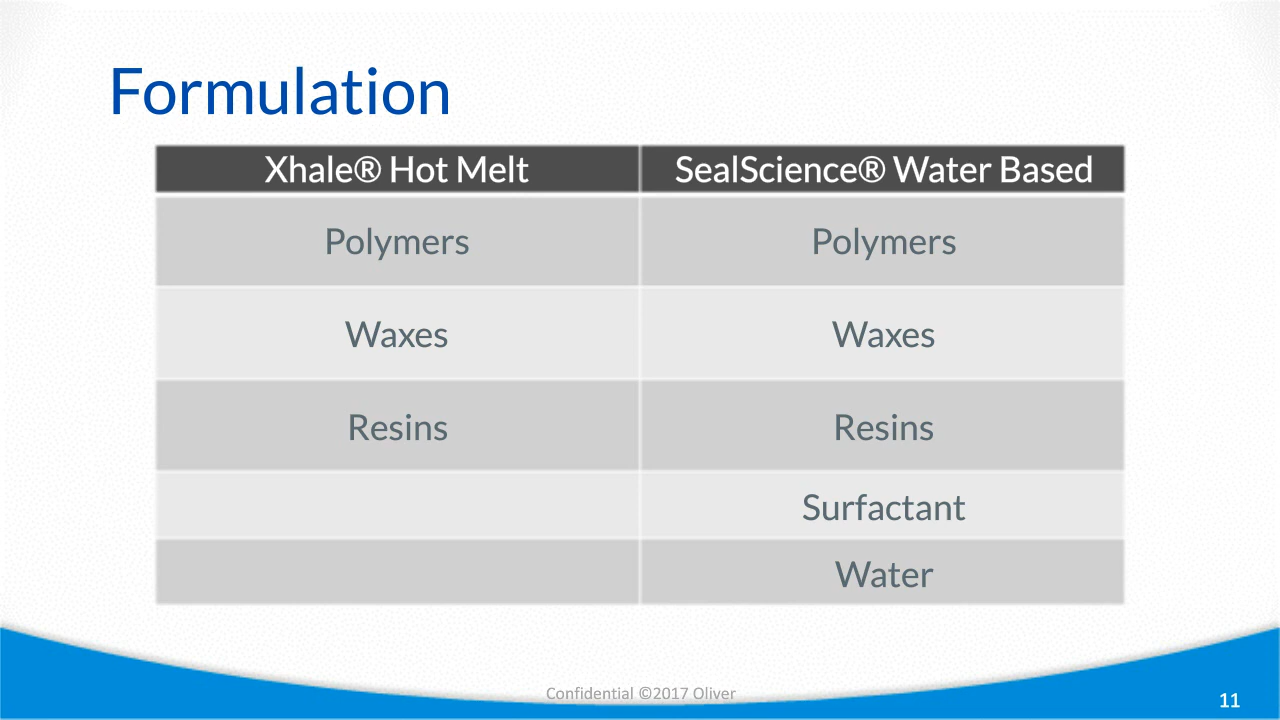 Formulation
Xhale® Hot Melt SealScience® Water Based
Polymers Polymers
Waxes Waxes
Resins Resins
Surfactant
Water
Confidential ©2017 Oliver
11